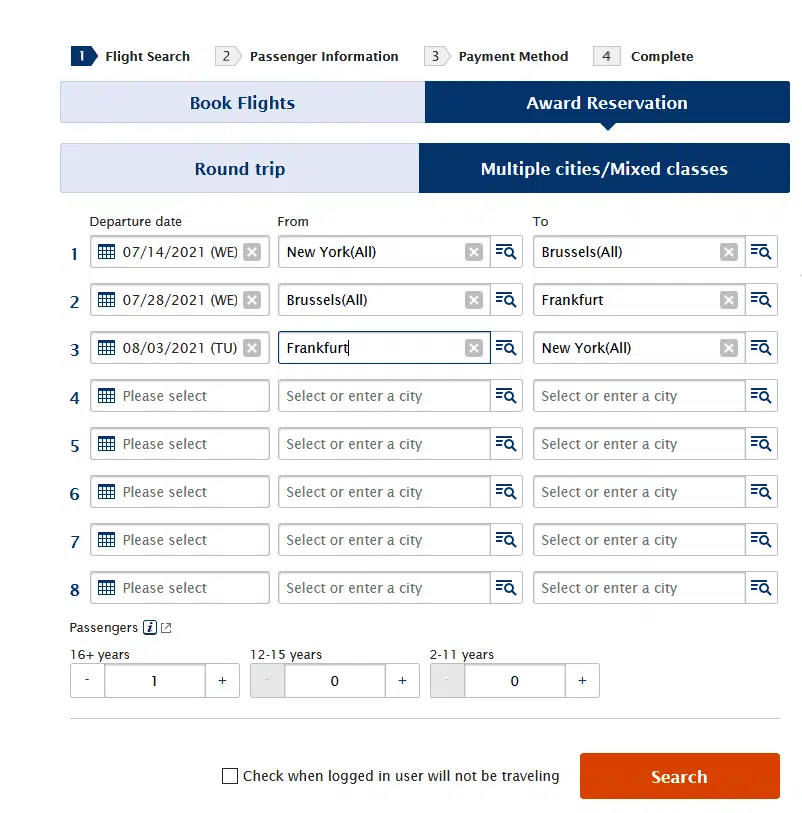 1 Flight Search 2 Passenger Information 3 Payment Method 4 Complete
Book Flights Award Reservation
Round trip Multiple cities/Mixed classes
Departure date From To
1 07/14/2021 (WE) New York(All) Brussels(All)
2 07/28/2021 (WE) Brussels(All) Frankfurt
3 08/03/2021 (TU) Frankfurt New York(All)
4 Please select Select or enter a city Select or enter a city
5 Please select Select or enter a city Select or enter a city
6 Please select Select or enter a city Select or enter a city
7 Please select Select or enter a city Select or enter a city
8 Please select Select or enter a city Select or enter a city
Passengers i
16+ years 12-15 years 2-11 years
- 1 + - 0 + - 0 +
Check when logged in user will not be traveling Search